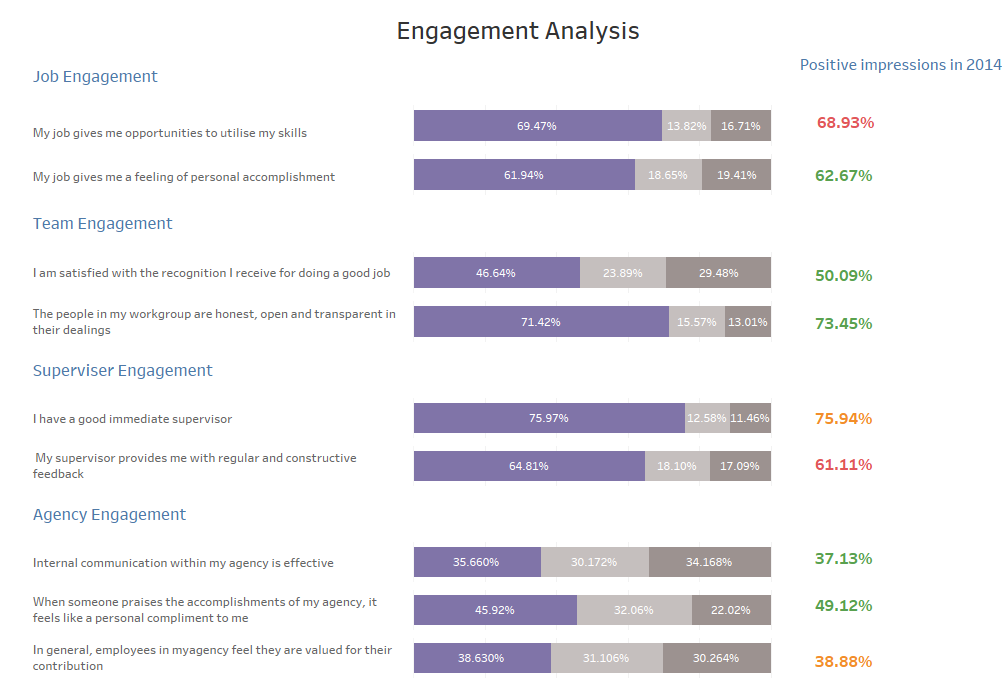 Engagement Analysis
Positive impressions in 2014
Job Engagement
My job gives me opportunities to utilise my skills 69.47% 13.82% 16.71% 68.93%
My job gives me a feeling of personal accomplishment 61.94% 18.65% 19.41% 62.67%
Team Engagement
I am satisfied with the recognition I receive for doing a good job 46.64% 23.89% 29.48% 50.09%
The people in my workgroup are honest, open and transparent in
their dealings
71.42% 15.57% 13.01% 73.45%
Superviser Engagement
I have a good immediate supervisor 75.97% 12.58% 11.46% 75.94%
My supervisor provides me with regular and constructive
feedback
64.81% 18.10% 17.09% 61.11%
Agency Engagement
Internal communication within my agency is effective 35.660% 30.172% 34.168% 37.13%
When someone praises the accomplishments of my agency, it
feels like a personal compliment to me
45.92% 32.06% 22.02% 49.12%
In general, employees in myagency feel they are valued for their
contribution
38.630% 31.106% 30.264% 38.88%